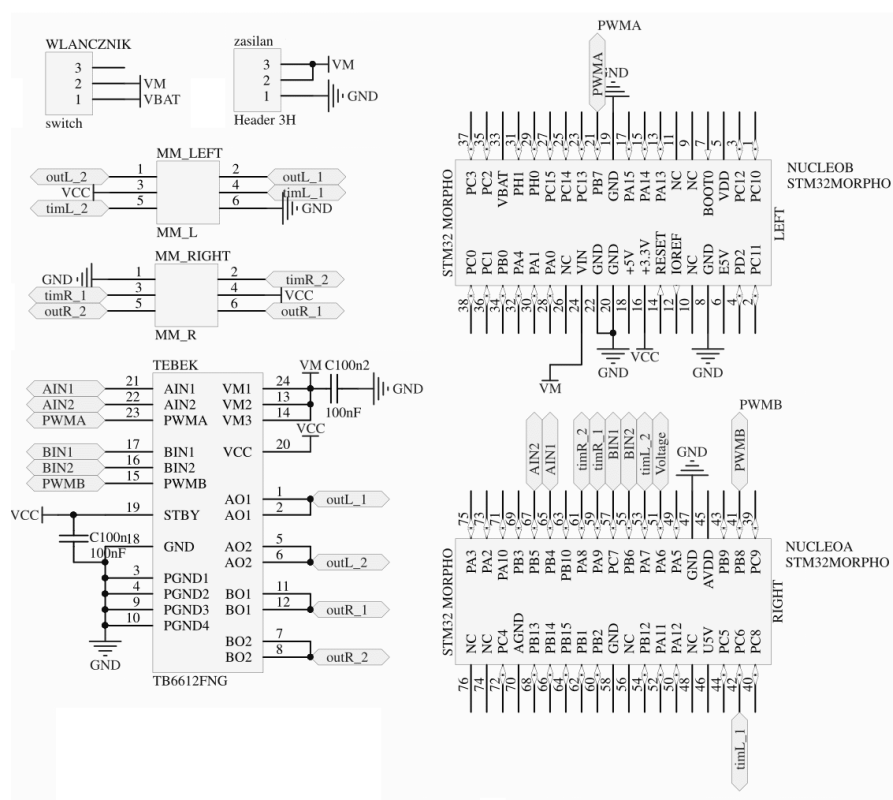 WLANCZNIK
3
2 VM
1 VBAT
switch
zasilan
3 VM
2
1 GND
Header 3H
MM_LEFT
outL_2 1 2 outL_1
VCC 3 4 timL_1
timL_2 5 6 GND
MM_L
MM_RIGHT
GND 1 2 timR_2
timR_1 3 4 VCC
outR_2 5 6 outR_1
MM_R
TEBEK
VM C100n2
AIN1 21 AIN1 VM1 24 GND
AIN2 22 AIN2 VM2 13
PWMA 23 PWMA VM3 14 100nF
VCC
BIN1 17 BIN1 VCC 20
BIN2 16 BIN2
PWMB 15 PWMB
AO1 1 outL_1
VCC 19 STBY AO1 2
C100n1
18 GND AO2 5
100nF
AO2 6 outL_2
3 PGND1
4 PGND2 BO1 11
9 PGND3 BO1 12 outR_1
10 PGND4
BO2 7
GND BO2 8 outR_2
TB6612FNG
PWMA
PWMA
GND
37 35 33 31 29 27 25 23 21 19 17 15 13 11 9 7 5 3 1
PC3 PC2 VBAT PH1 PH0 PC15 PC14 PC13 PB7 GND PA15 PA14 PA13 NC NC BOOT0 VDD PC12 PC10
NUCLEOB
STM32MORPHO
STM32 MORPHO
LEFT
PC0 PC1 PB0 PA4 PA1 PA0 NC VIN GND GND +5V +3.3V RESET IOREF NC GND E5V PD2 PC11
38 36 34 32 30 28 26 24 22 20 18 16 14 12 10 8 6 4 2
VM
GND
VCC
GND
PWMB
AIN2 AIN1 timR_2 timR_1 BIN1 BIN2 timL_2 Voltage
GND
PWMB
75 73 71 69 67 65 63 61 59 57 55 53 51 49 47 45 43 41 39
PA3 PA2 PA10 PB3 PB5 PB4 PB10 PA8 PA9 PC7 PB6 PA7 PA6 PA5 GND AVDD PB9 PB8 PC9
NUCLEOA
STM32MORPHO
STM32 MORPHO
RIGHT
NC NC PC4 AGND PB13 PB14 PB15 PB1 PB2 GND NC PB12 PA11 PA12 NC U5V PC5 PC6 PC8
76 74 72 70 68 66 64 62 60 58 56 54 52 50 48 46 44 42 40
timL_1